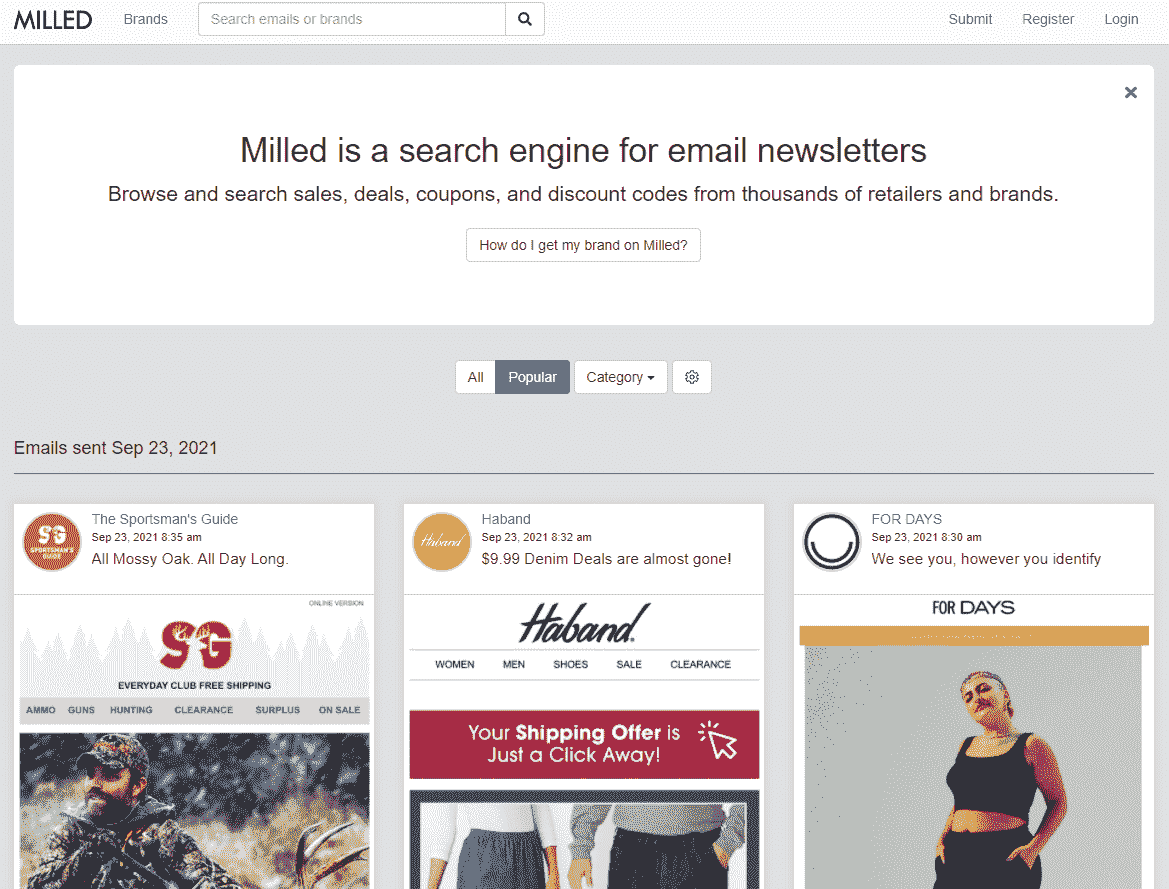 MILLED
Brands
Search emails or brands
Submit
Register
Login
Milled is a search engine for email newsletters
Browse and search sales, deals, coupons, and discount codes from thousands of retailers and brands.
How do I get my brand on Milled?
All
Popular
Category
Emails sent Sep 23, 2021
SG
SPORTSMAN'S
GUIDE
The Sportsman's Guide
Sep 23, 2021 8:35 am
All Mossy Oak. All Day Long.
ONLINE VERSION
SG
EVERYDAY CLUB FREE SHIPPING
AMMO GUNS HUNTING CLEARANCE SURPLUS ON SALE
Haband
Haband
Sep 23, 2021 8:32 am
$9.99 Denim Deals are almost gone!
Haband.
WOMEN MEN SHOES SALE CLEARANCE
Your Shipping Offer is
Just a Click Away!
FOR DAYS
Sep 23, 2021 8:30 am
We see you, however you identify
FOR DAYS